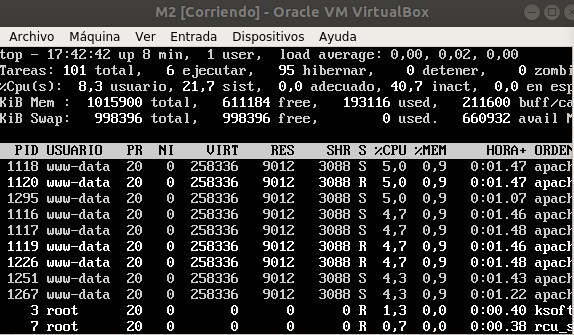 M2 [Corriendo] - Oracle VM VirtualBox
Archivo Máquina Ver Entrada Dispositivos Ayuda
top - 17:42:42 up 8 min, 1 user, load average: 0,00, 0,02, 0,00
Tareas: 101 total, 6 ejecutar, 95 hibernar, 0 detener, 0 zombi
%Cpu(s): 8,3 usuario, 21,7 sist, 0,0 adecuado, 40,7 inact, 0,0 en esp
KiB Mem : 1015900 total, 611184 free, 193116 used, 211600 buff/ca
KiB Swap: 998396 total, 998396 free, 0 used. 660932 avail M
PID USUARIO PR NI VIRT RES SHR S %CPU %MEM HORA+ ORDEN
1118 www-data 20 0 258336 9012 3088 S 5,0 0,9 0:01.47 apach
1120 www-data 20 0 258336 9012 3088 R 5,0 0,9 0:01.47 apach
1295 www-data 20 0 258336 9012 3088 S 5,0 0,9 0:01.07 apach
1116 www-data 20 0 258336 9012 3088 S 4,7 0,9 0:01.46 apach
1117 www-data 20 0 258336 9012 3088 S 4,7 0,9 0:01.48 apach
1119 www-data 20 0 258336 9012 3088 R 4,7 0,9 0:01.46 apach
1226 www-data 20 0 258336 9012 3088 R 4,7 0,9 0:01.48 apach
1251 www-data 20 0 258336 9012 3088 S 4,3 0,9 0:01.43 apach
1267 www-data 20 0 258336 9012 3088 S 4,3 0,9 0:01.22 apach
3 root 20 0 0 0 0 R 1,3 0,0 0:00.40 ksoft
7 root 20 0 0 0 0 R 0,7 0,0 0:00.38 rcu_s